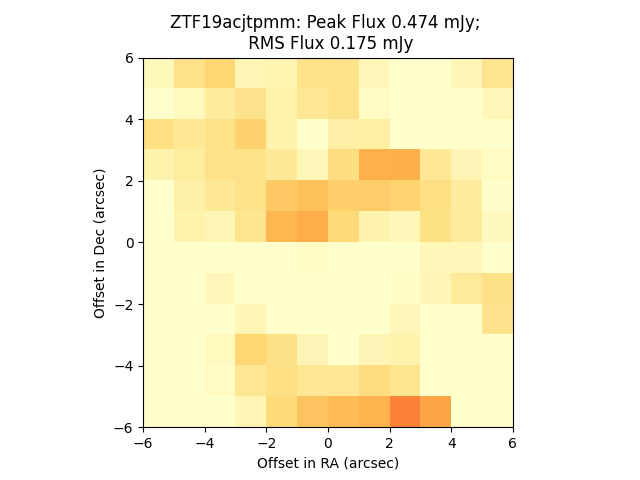 ZTF19acjtpmm: Peak Flux 0.474 mJy;
RMS Flux 0.175 mJy
6
4
2
0
−2
−4
−6
Offset in Dec (arcsec)
−6 −4 −2 0 2 4 6
Offset in RA (arcsec)